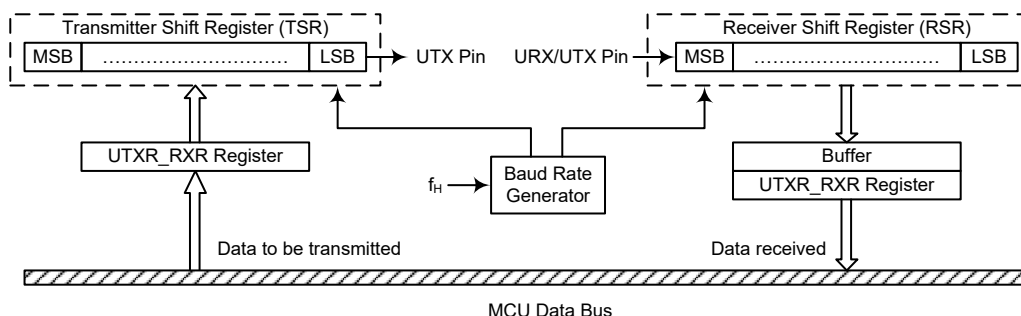 Transmitter Shift Register (TSR)
MSB ………………………… LSB
UTX Pin
URX/UTX Pin
Receiver Shift Register (RSR)
MSB ………………………… LSB
UTXR_RXR Register
fH
Baud Rate
Generator
Buffer
UTXR_RXR Register
Data to be transmitted
Data received
MCU Data Bus